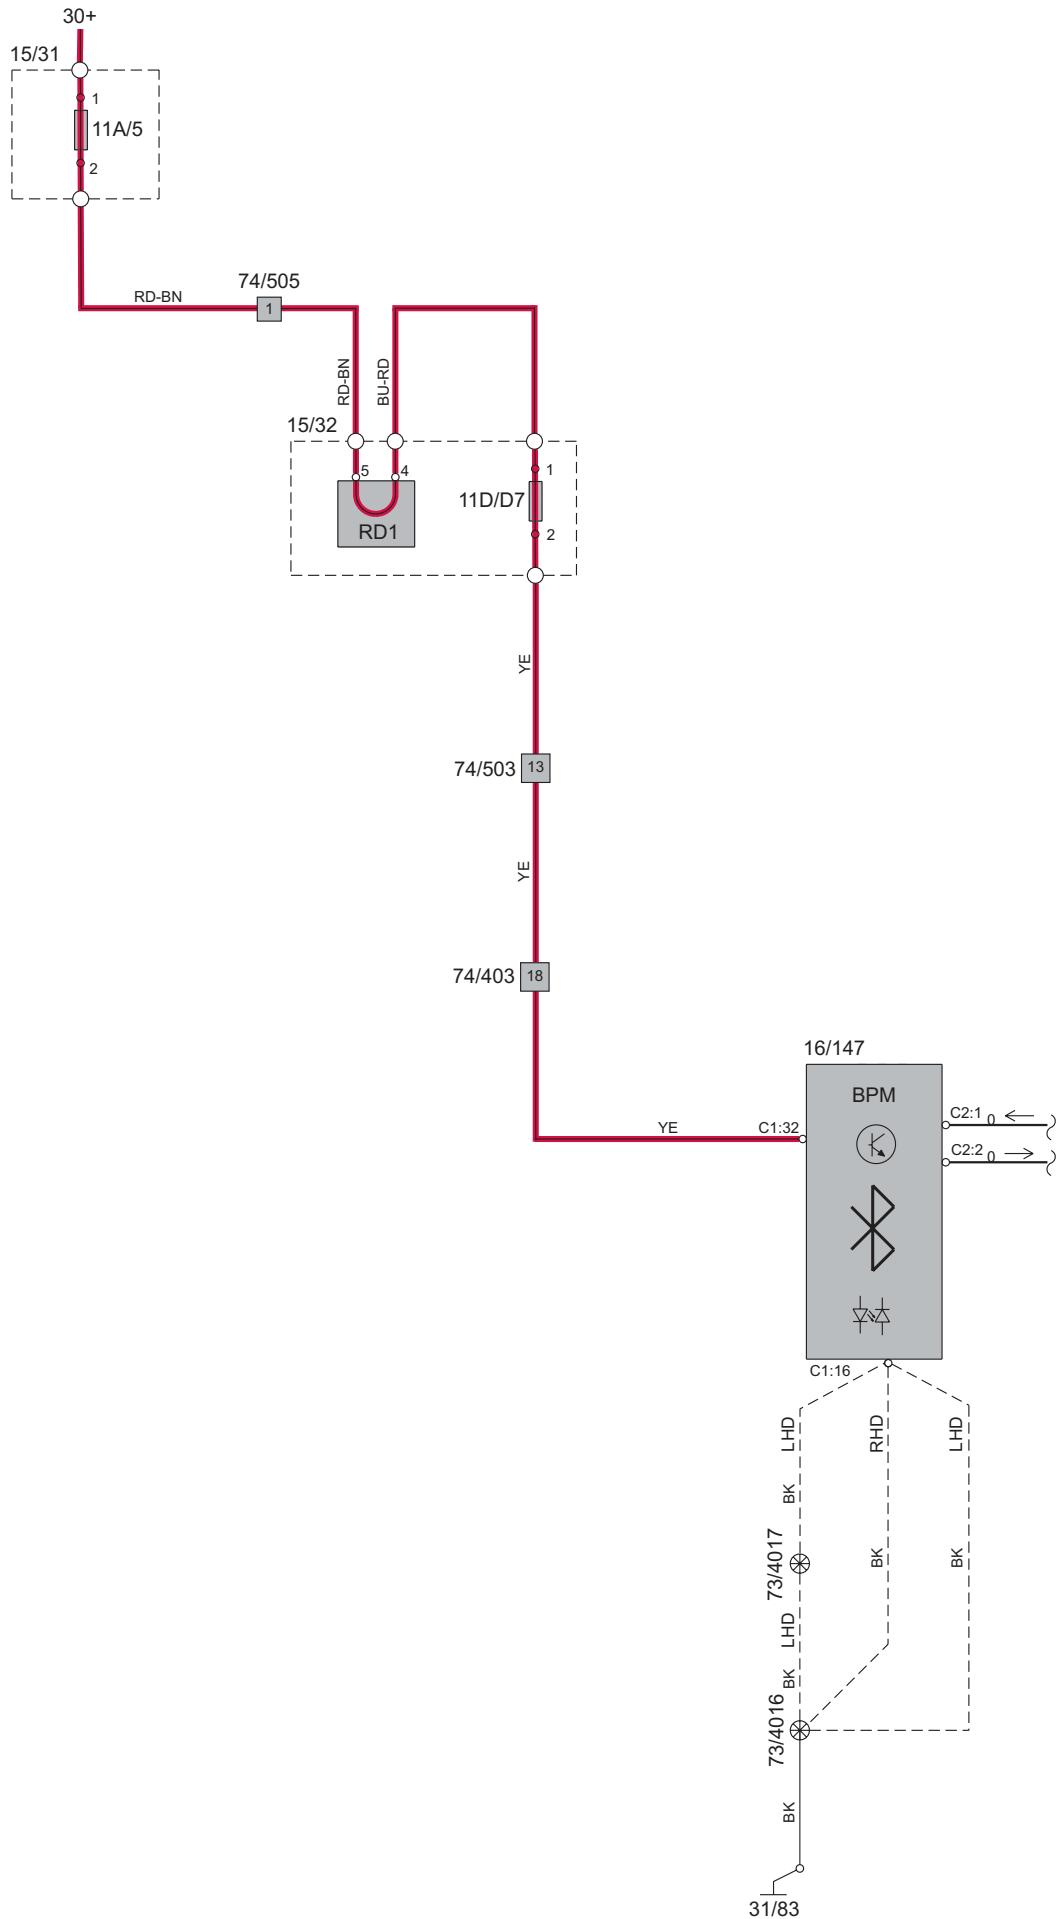 30+
15/31
1
11A/5
2
74/505
RD-BN
1
RD-BN
BU-RD
15/32
5
4
1
11D/D7
RD1
2
YE
74/503
13
YE
74/403
18
16/147
BPM
C2:1
0
YE
C1:32
C2:2
0
C1:16
LHD
RHD
LHD
BK
73/4017
BK
BK
LHD
BK
73/4016
BK
31/83